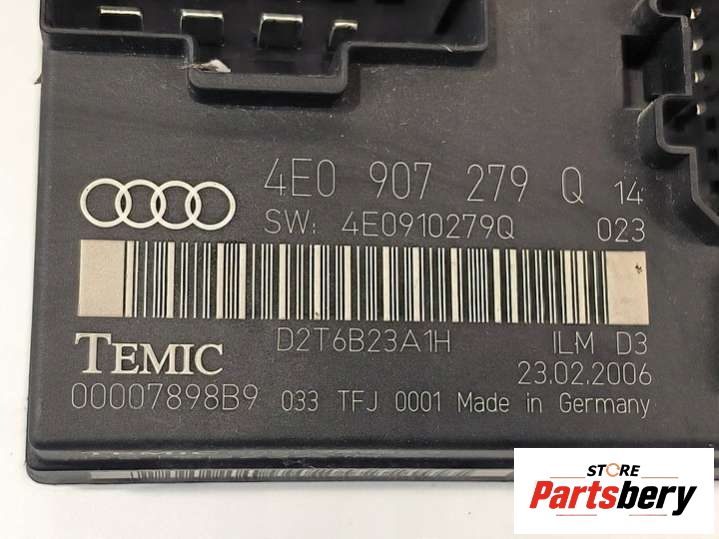 4E0 907 279 Q 14
SW: 4E0910279Q 023
D2T6B23A1H ILM D3
TEMIC 23.02.2006
00007898B9 033 TFJ 0001 Made in Germany
STORE
Partsbery